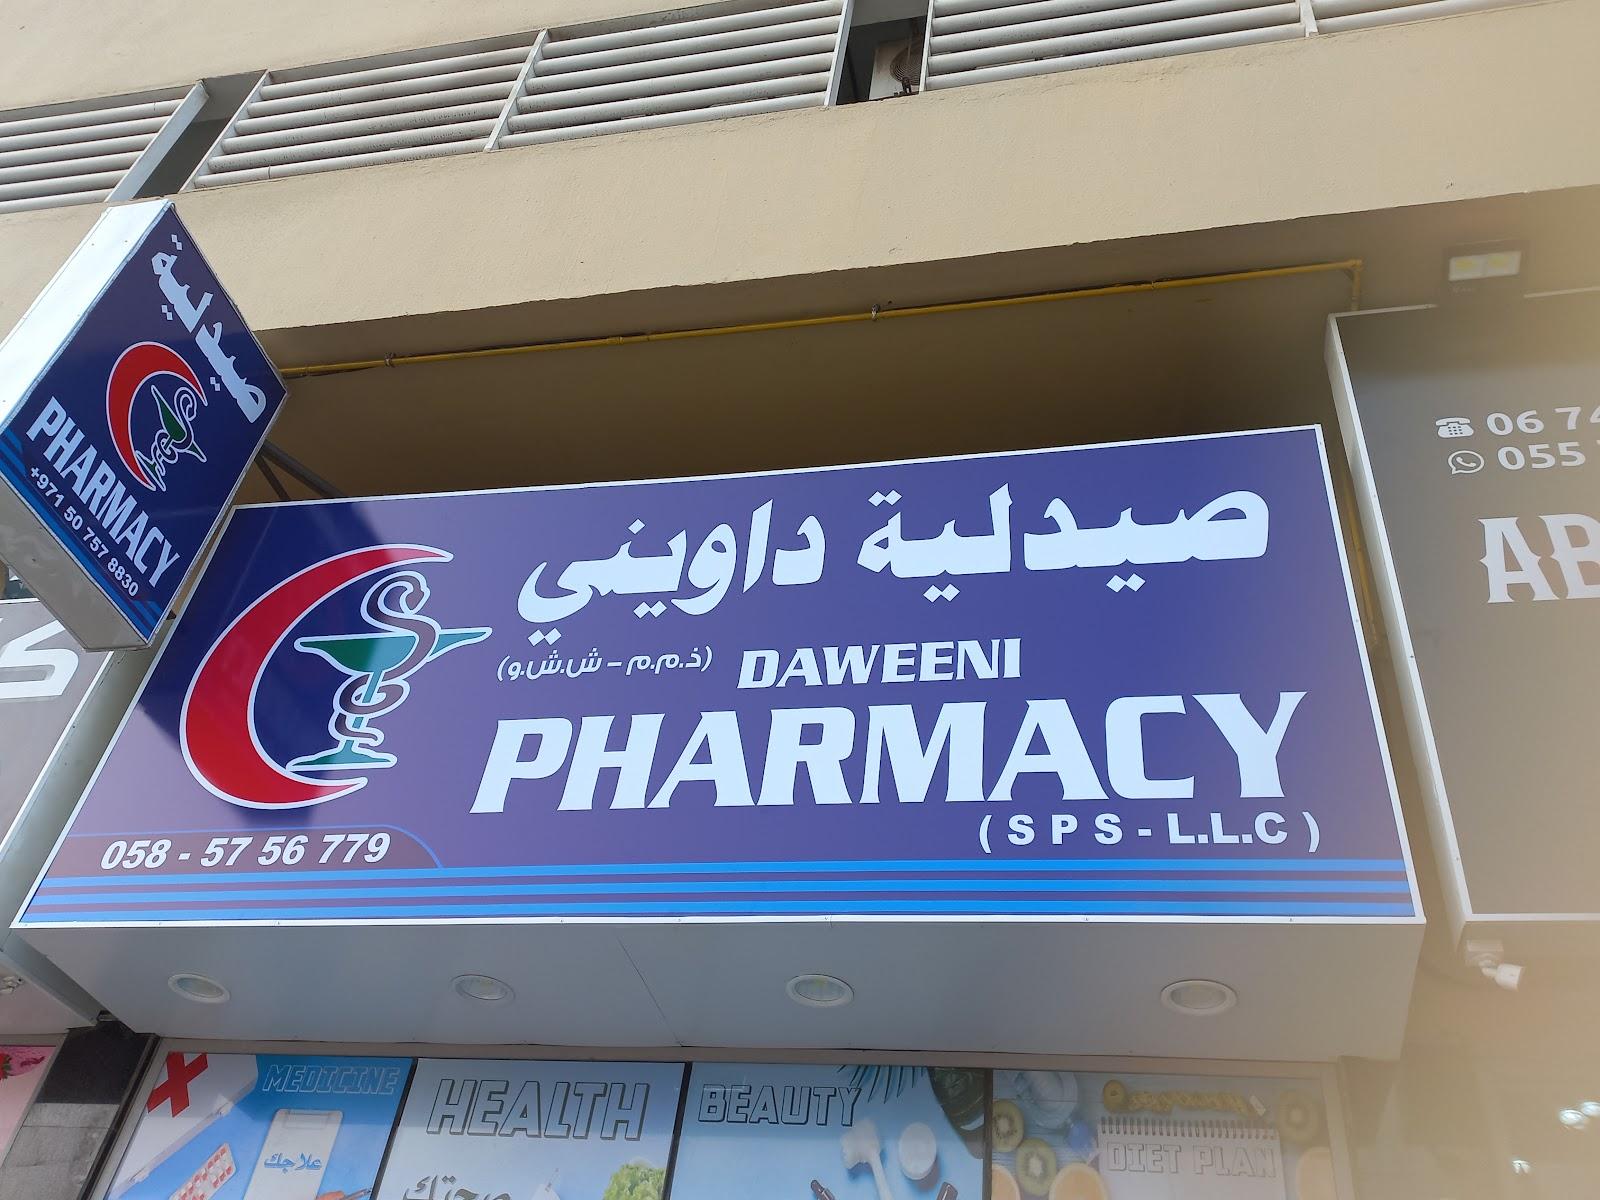 صيدلية
PHARMACY
+971 50 757 8830
صيدلية داويني
(ذ.م.م - ش.ش.و)
DAWEENI
PHARMACY
(SPS-L.L.C)
058 - 57 56 779
06 74
055
AB
MEDICINE
علاجك
HEALTH
صحتك
BEAUTY
DIET PLAN